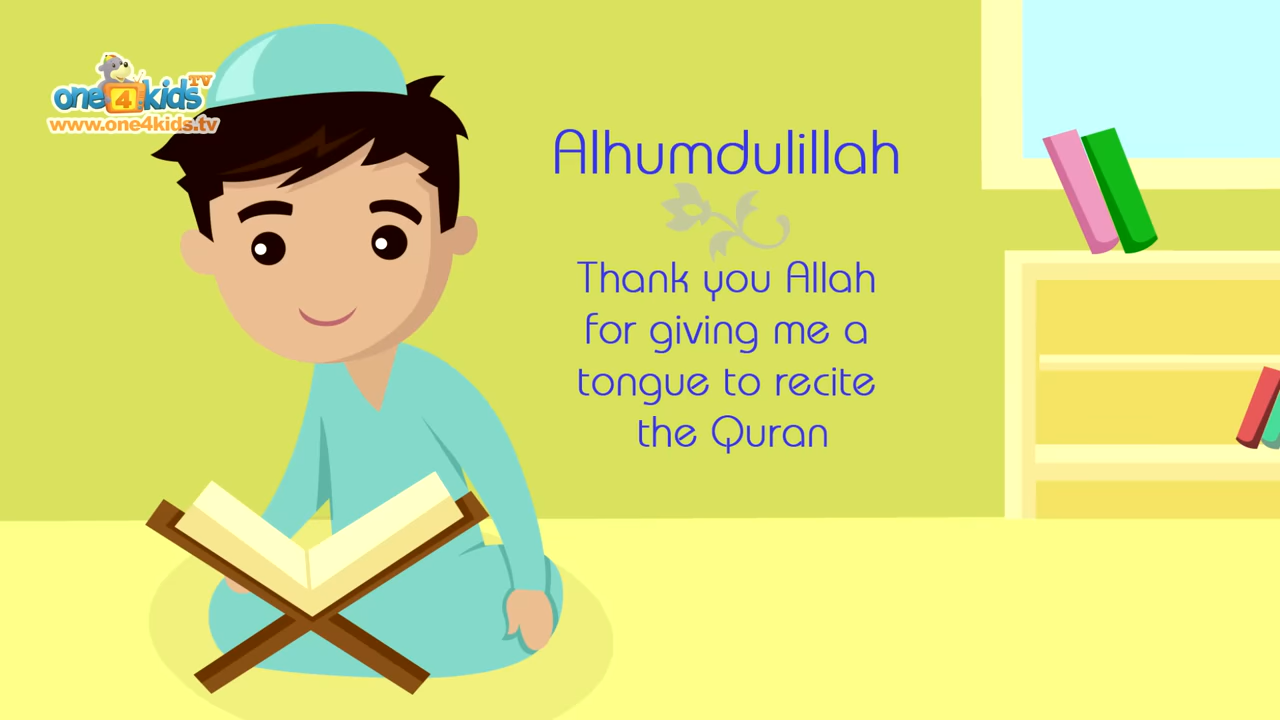 one4kids TV
www.one4kids.tv
Alhumdulillah
Thank you Allah
for giving me a
tongue to recite
the Quran